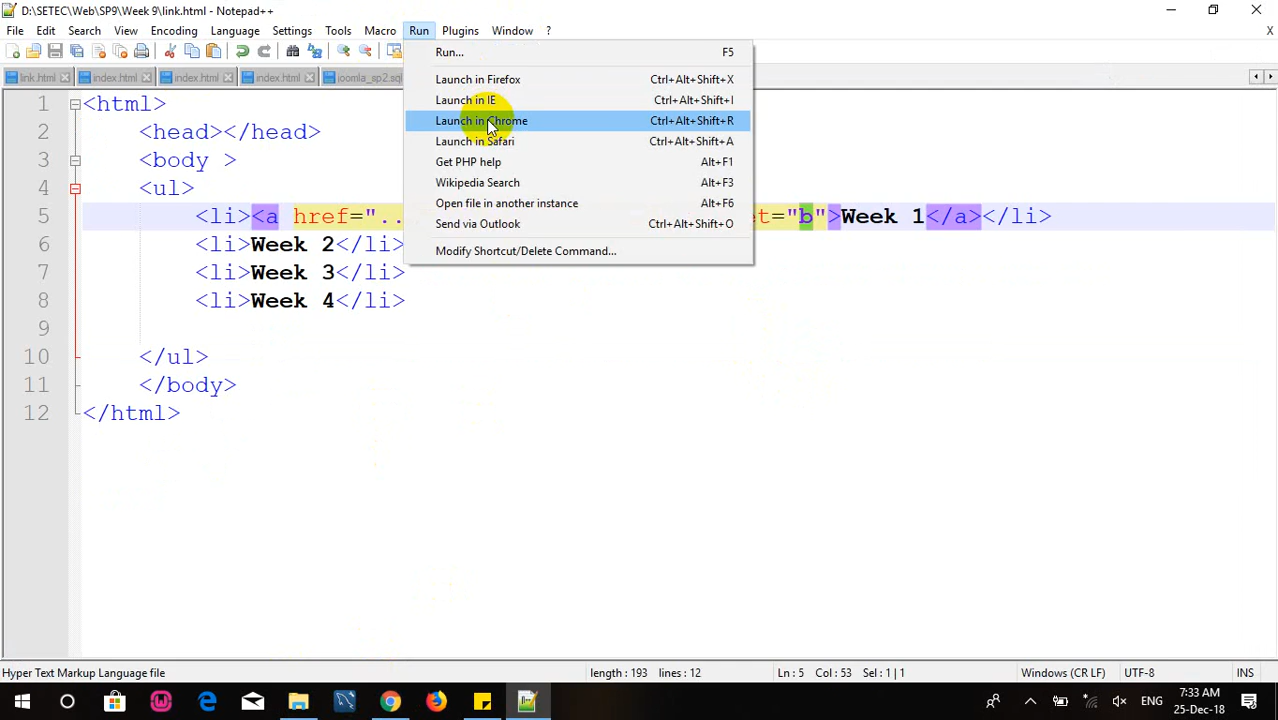 D:\SETEC\Web\SP9\Week 9\link.html - Notepad++
File Edit Search View Encoding Language Settings Tools Macro Run Plugins Window ? X
link.html index.html index.html index.html joomla_sp2.sql
Run... F5
Launch in Firefox Ctrl+Alt+Shift+X
Launch in IE Ctrl+Alt+Shift+I
Launch in Chrome Ctrl+Alt+Shift+R
Launch in Safari Ctrl+Alt+Shift+A
Get PHP help Alt+F1
Wikipedia Search Alt+F3
Open file in another instance Alt+F6
Send via Outlook Ctrl+Alt+Shift+O
Modify Shortcut/Delete Command...
1 <html>
2 <head></head>
3 <body >
4 <ul>
5 <li><a href=".. et="b">Week 1</a></li>
6 <li>Week 2</li>
7 <li>Week 3</li>
8 <li>Week 4</li>
9
10 </ul>
11 </body>
12 </html>
Hyper Text Markup Language file length : 193 lines : 12 Ln : 5 Col : 53 Sel : 1 | 1 Windows (CR LF) UTF-8 INS
ENG 7:33 AM
25-Dec-18